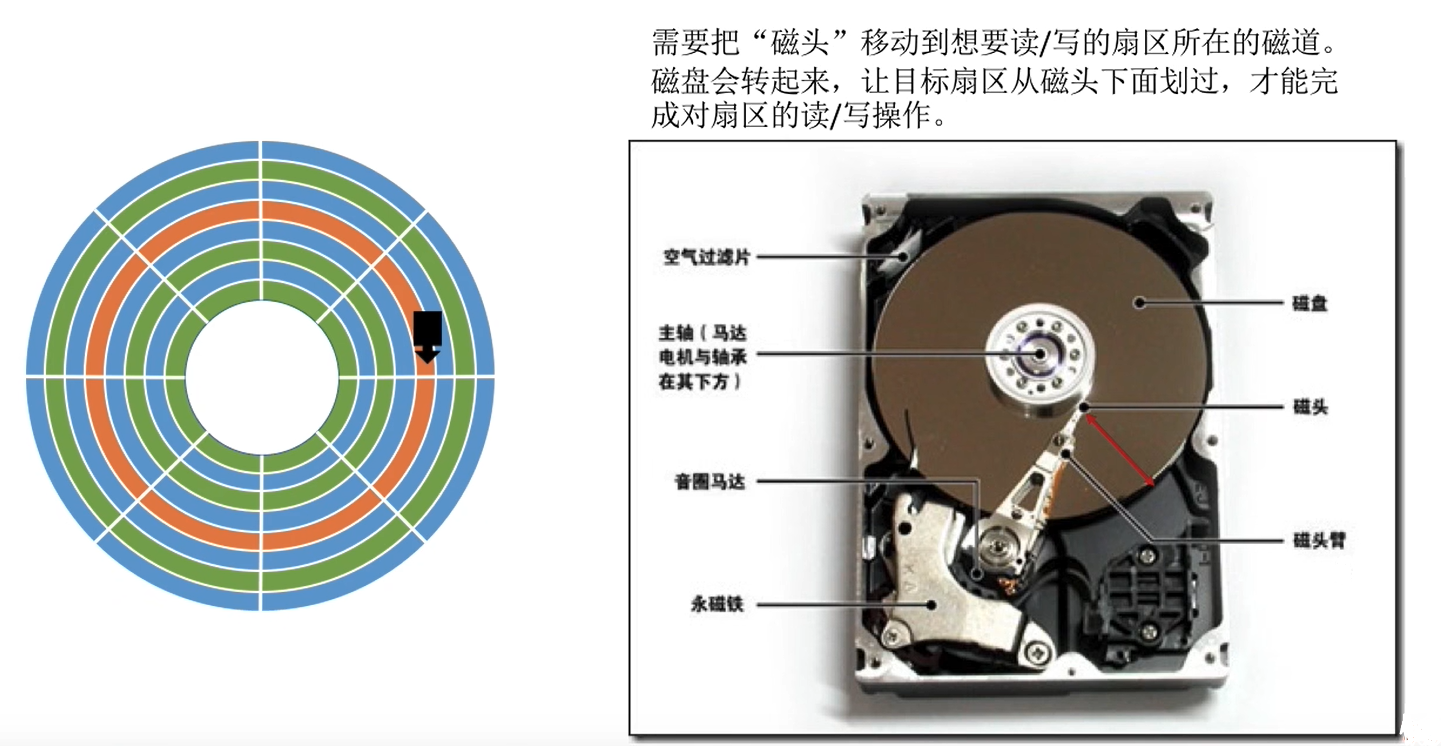 需要把“磁头”移动到想要读/写的扇区所在的磁道。
磁盘会转起来，让目标扇区从磁头下面划过，才能完
成对扇区的读/写操作。
空气过滤片
磁盘
主轴（马达
电机与轴承
在其下方）
磁头
音圈马达
磁头臂
永磁铁